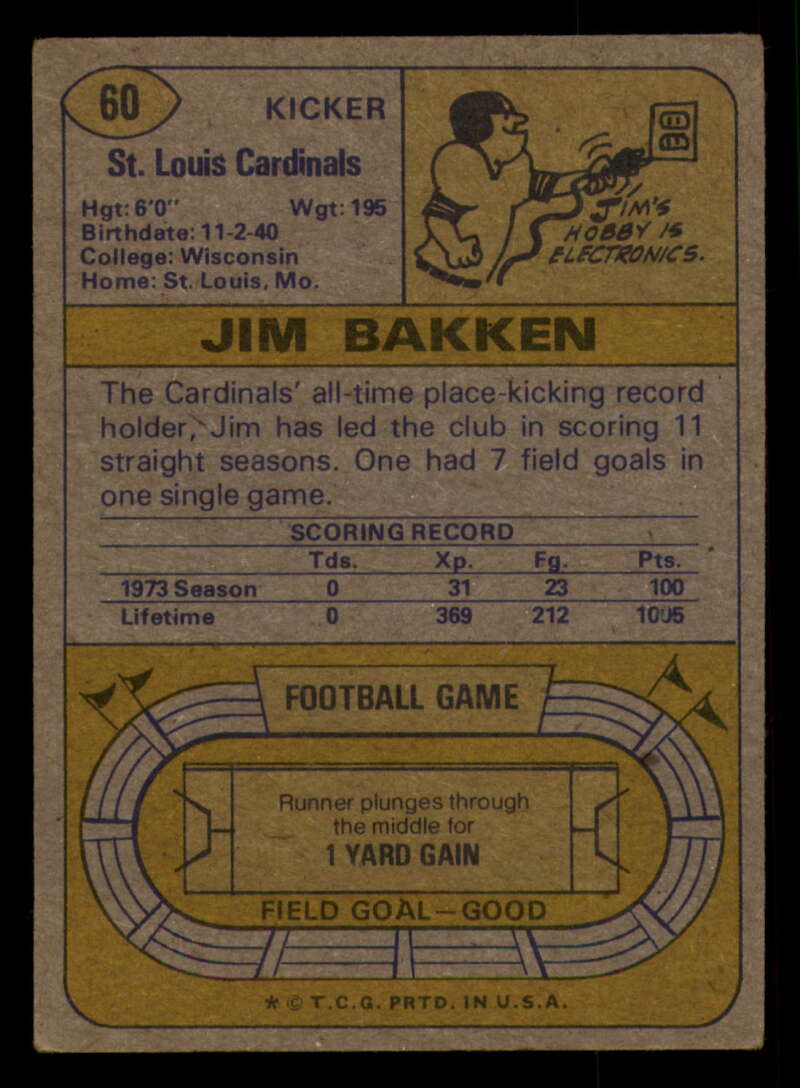 60
KICKER
St. Louis Cardinals
Hgt: 6'0" Wgt: 195
Birthdate: 11-2-40
College: Wisconsin
Home: St. Louis, Mo.
JIM'S
HOBBY IS
ELECTRONICS.
JIM BAKKEN
The Cardinals' all-time place-kicking record
holder, Jim has led the club in scoring 11
straight seasons. One had 7 field goals in
one single game.
SCORING RECORD
Tds. Xp. Fg. Pts.
1973 Season 0 31 23 100
Lifetime 0 369 212 1005
FOOTBALL GAME
Runner plunges through
the middle for
1 YARD GAIN
FIELD GOAL—GOOD
* © T.C.G. PRTD. IN U.S.A.